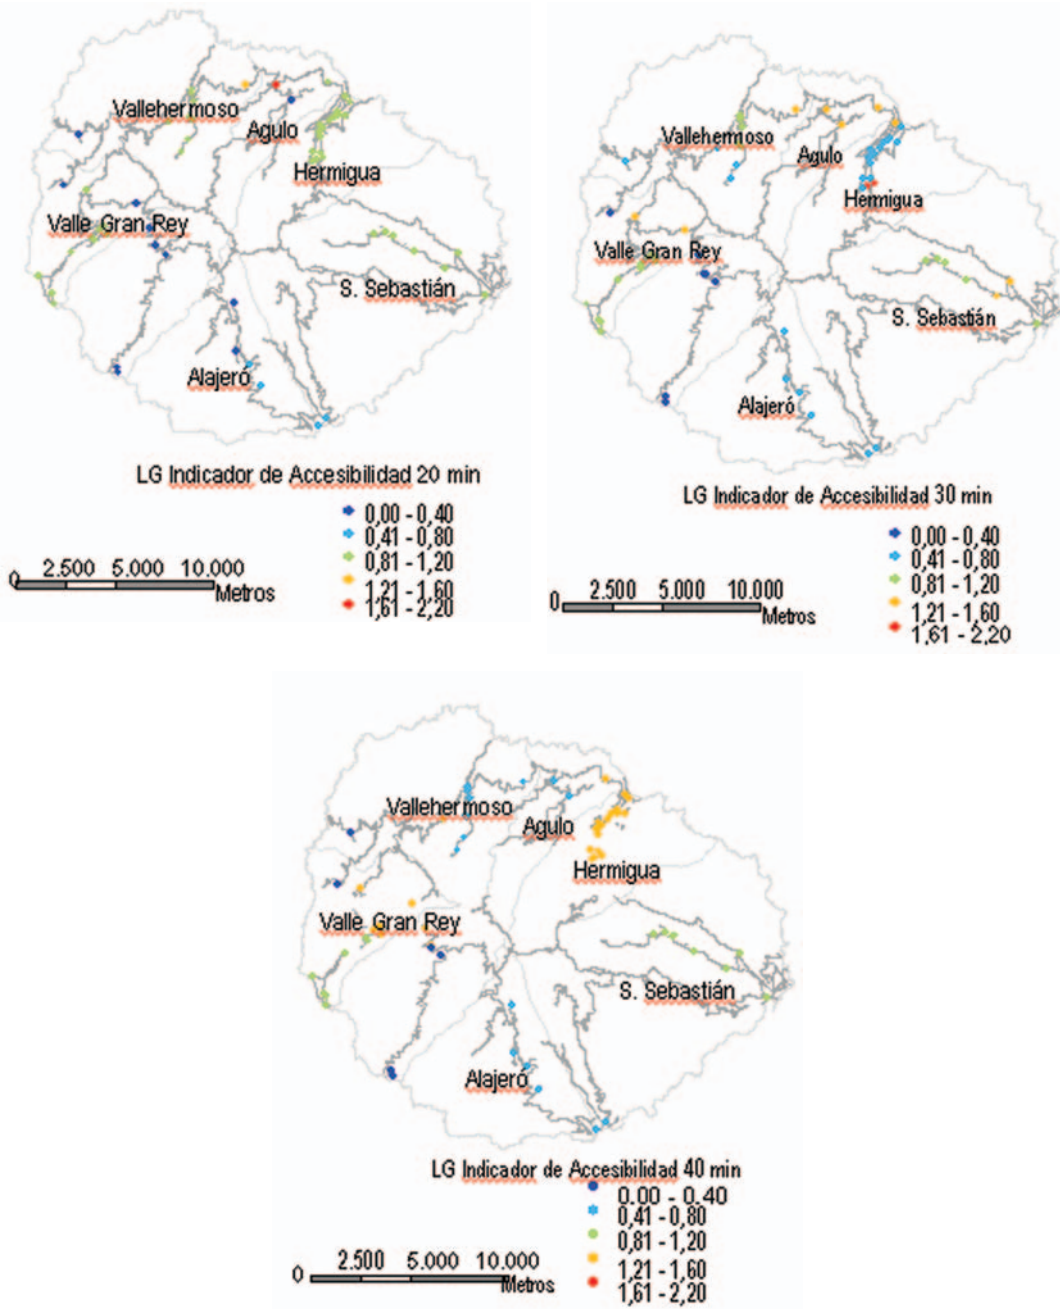 Vallehermoso
Agulo
Hermigua
Valle Gran Rey
S. Sebastián
Alajeró
LG Indicador de Accesibilidad 20 min
0,00 - 0,40
0,41 - 0,80
0,81 - 1,20
1,21 - 1,60
1,61 - 2,20
0 2.500 5.000 10.000
Metros
Vallehermoso
Agulo
Hermigua
Valle Gran Rey
S. Sebastián
Alajeró
LG Indicador de Accesibilidad 30 min
0,00 - 0,40
0,41 - 0,80
0,81 - 1,20
1,21 - 1,60
1,61 - 2,20
0 2.500 5.000 10.000
Metros
Vallehermoso
Agulo
Hermigua
Valle Gran Rey
S. Sebastián
Alajeró
LG Indicador de Accesibilidad 40 min
0.00 - 0.40
0,41 - 0,80
0,81 - 1,20
1,21 - 1,60
1,61 - 2,20
0 2.500 5.000 10.000
Metros